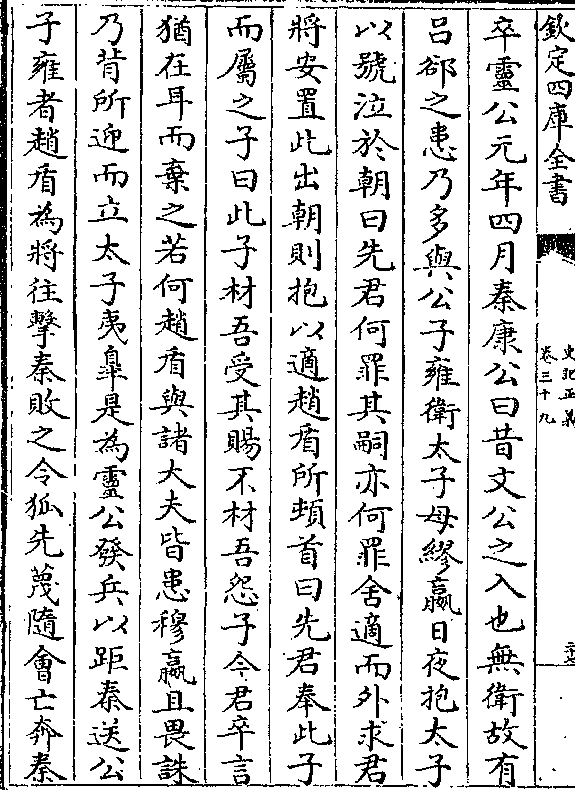 欽定四庫全書
史記正義
卷三十九
三七
卒靈公元年四月秦康公曰昔文公之入也無衛故有
呂郤之患乃多與公子雍衛太子母繆嬴日夜抱太子
以號泣於朝曰先君何罪其嗣亦何罪舍適而外求君
將安置此出朝則抱以適趙盾所頓首曰先君奉此子
而屬之子曰此子材吾受其賜不材吾怨子今君卒言
猶在耳而棄之若何趙盾與諸大夫皆患穆嬴且畏誅
乃背所迎而立太子夷臯是為靈公發兵以距秦送公
子雍者趙盾為將往擊秦敗之令狐先蔑隨會亡奔秦